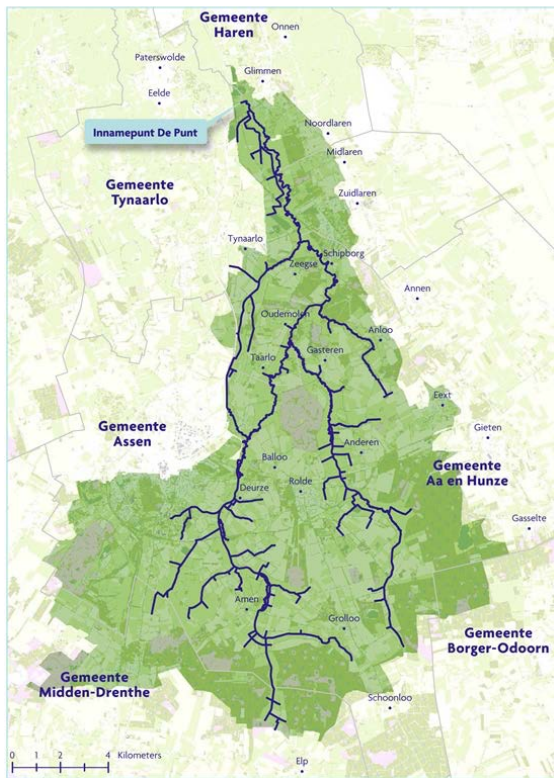 Gemeente
Haren
Onnen
Paterswolde
Glimmen
Eelde
Innamepunt De Punt
Noordlaren
Midlaren
Gemeente
Tynaarlo
Zuidlaren
Tynaarlo
Schipborg
Zeegse
Annen
Oudemolen
Anloo
Taarlo
Gasteren
Eext
Gemeente
Assen
Gieten
Anderen
Balloo
Gemeente
Aa en Hunze
Deurze
Rolde
Gasselte
Amen
Grolloo
Gemeente
Borger-Odoorn
Gemeente
Midden-Drenthe
Schoonloo
0 1 2 4 Kilometers
Elp